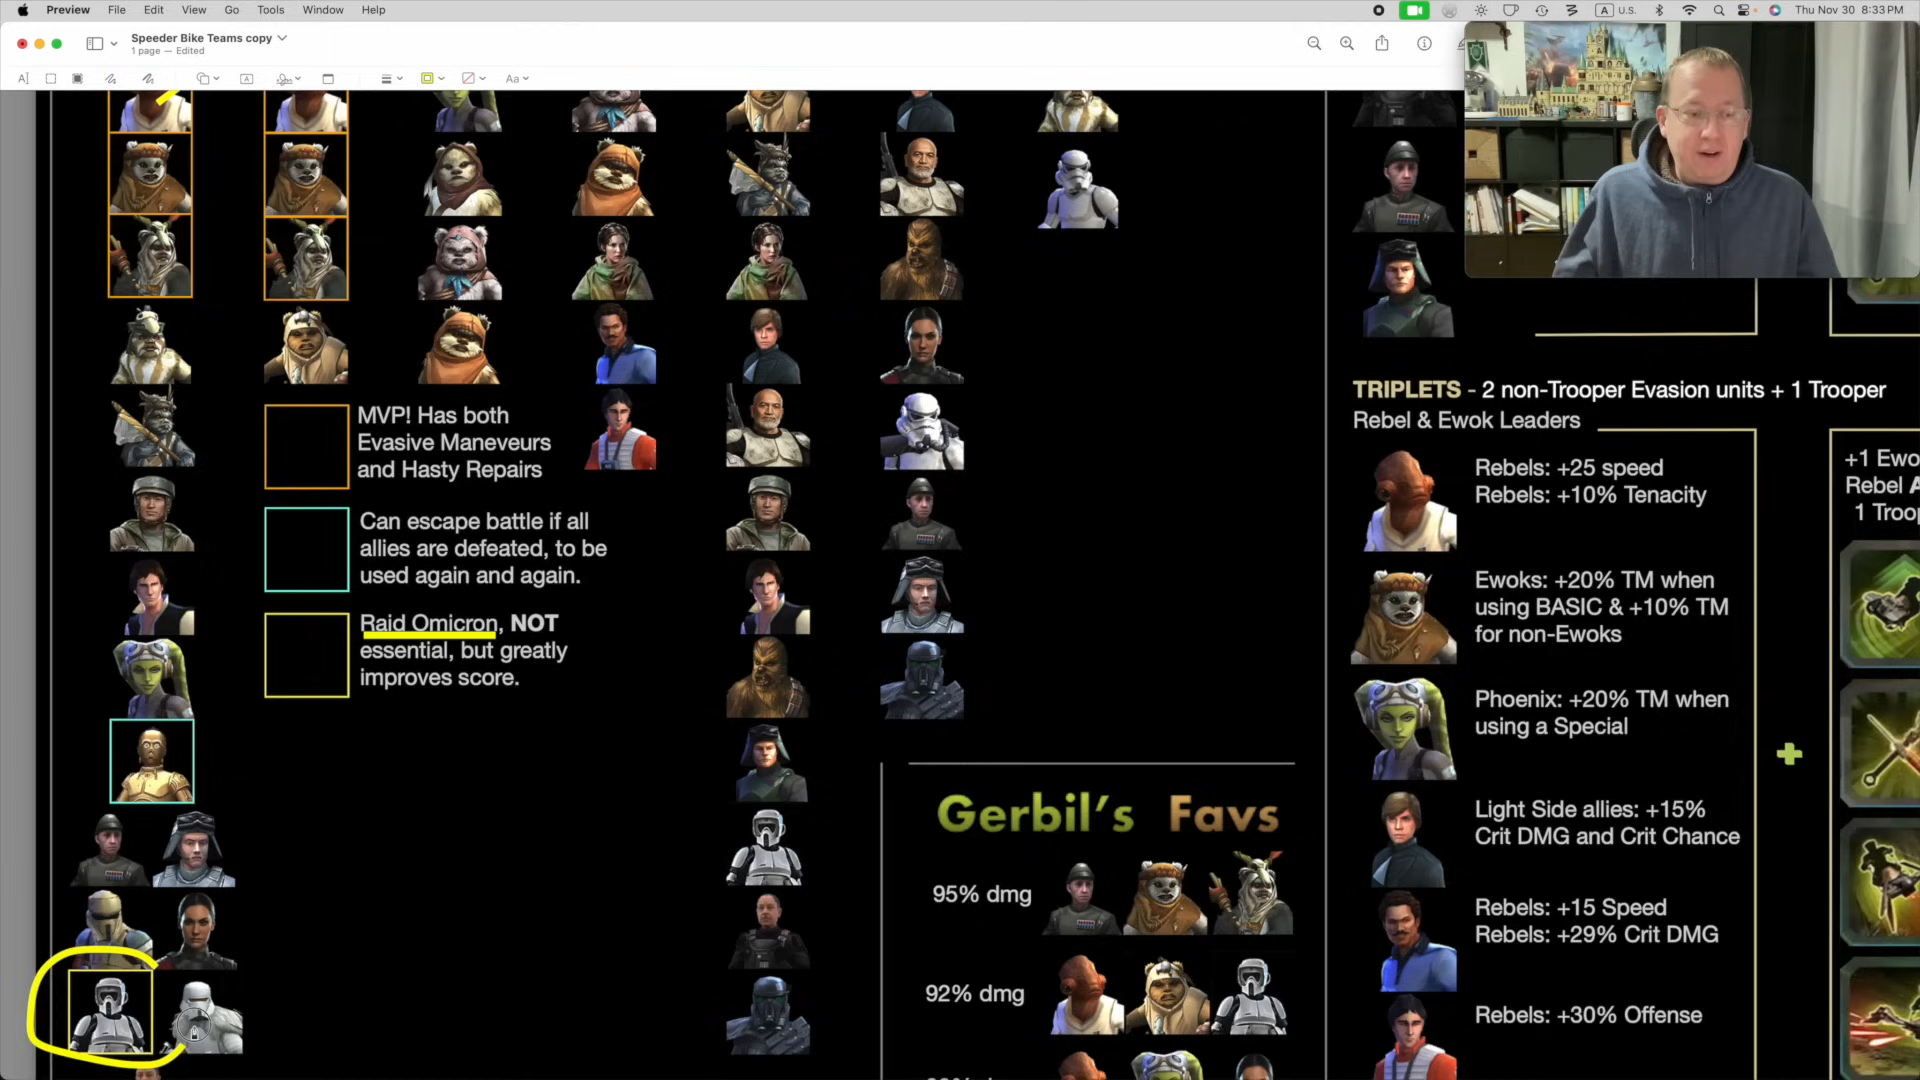 Preview File Edit View Go Tools Window Help
A U.S. Thu Nov 30 8:33 PM
Speeder Bike Teams copy
1 page — Edited
A
A
Aa
MVP! Has both
Evasive Maneveurs
and Hasty Repairs
Can escape battle if all
allies are defeated, to be
used again and again.
Raid Omicron, NOT
essential, but greatly
improves score.
Gerbil's Favs
95% dmg
92% dmg
TRIPLETS - 2 non-Trooper Evasion units + 1 Trooper
Rebel & Ewok Leaders
Rebels: +25 speed
Rebels: +10% Tenacity
Ewoks: +20% TM when
using BASIC & +10% TM
for non-Ewoks
Phoenix: +20% TM when
using a Special
Light Side allies: +15%
Crit DMG and Crit Chance
Rebels: +15 Speed
Rebels: +29% Crit DMG
Rebels: +30% Offense
+1 Ewo
Rebel A
1 Troo